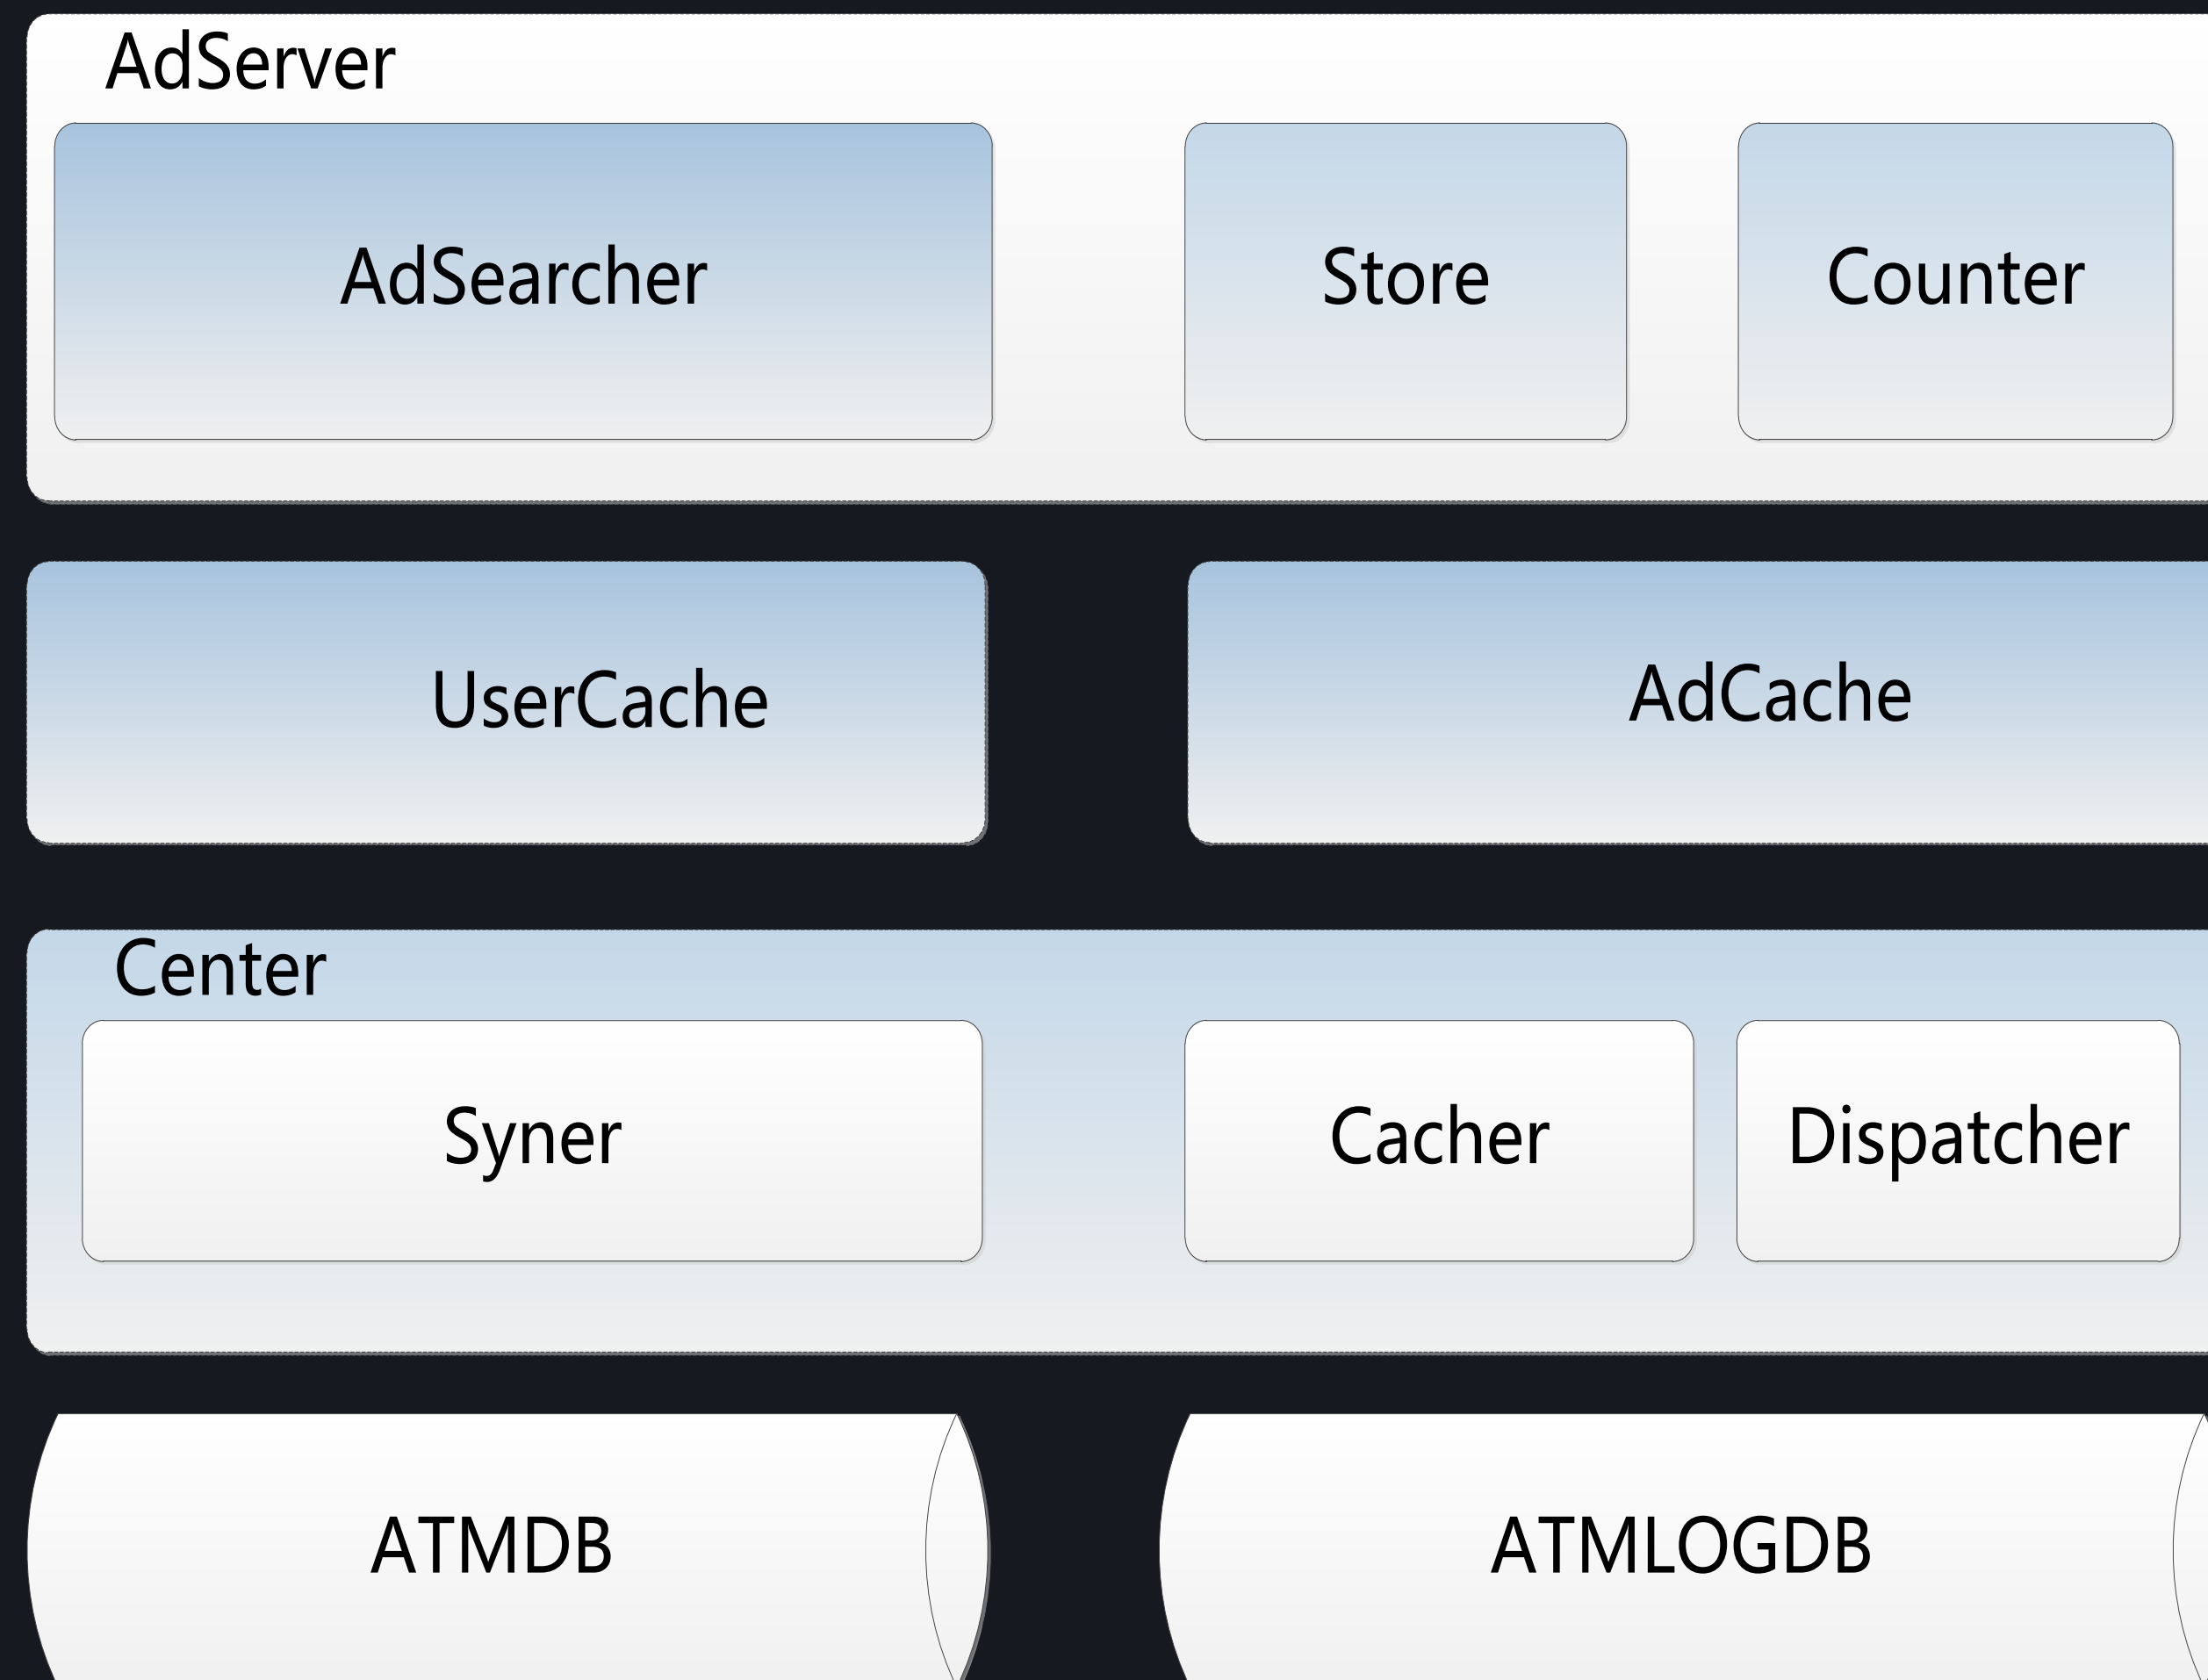 AdServer
AdSearcher
Store
Counter
UserCache
AdCache
Center
Syner
Cacher
Dispatcher
ATMDB
ATMLOGDB